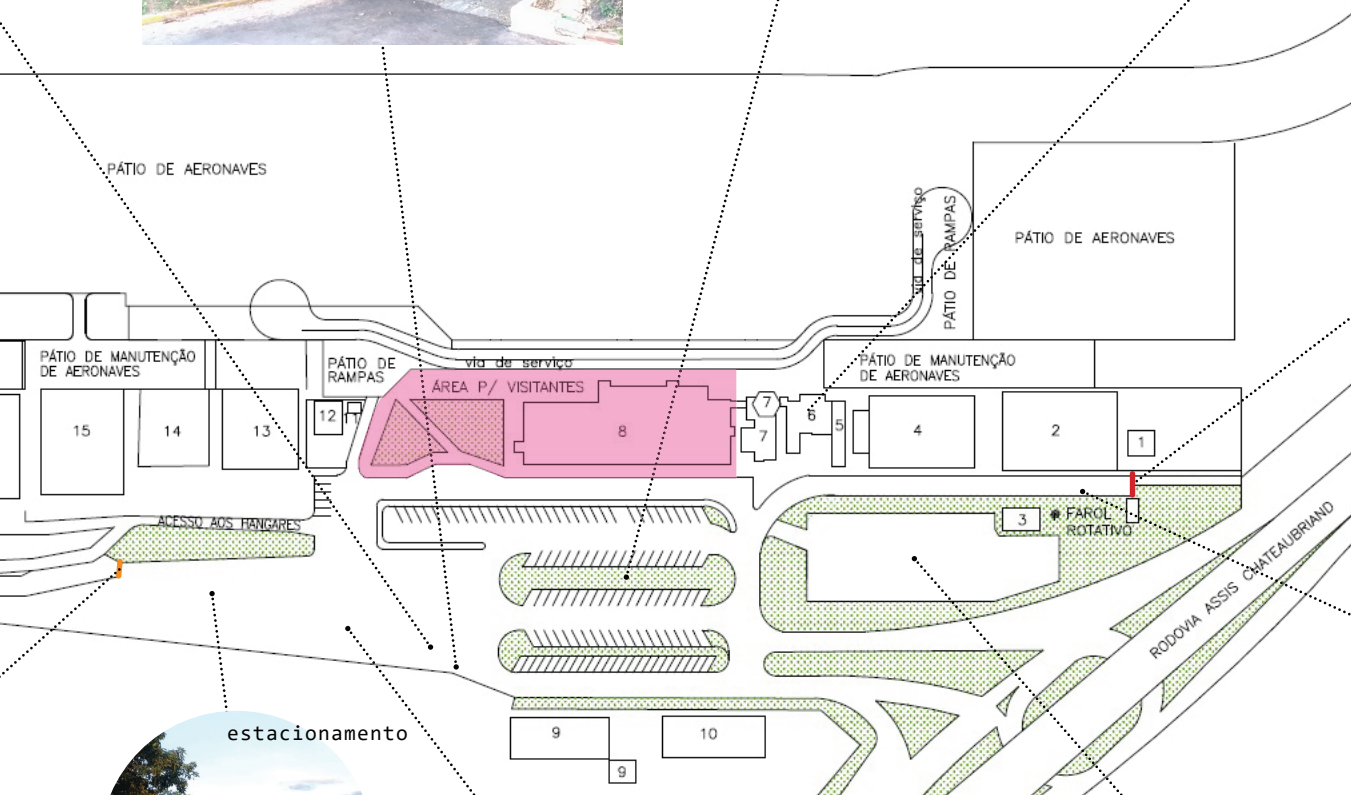 PÁTIO DE AERONAVES
via de serviço
PÁTIO DE RAMPAS
PÁTIO DE AERONAVES
PÁTIO DE MANUTENÇÃO
DE AERONAVES
PÁTIO DE
RAMPAS
via de serviço
ÁREA P/ VISITANTES
PÁTIO DE MANUTENÇÃO
DE AERONAVES
15
14
13
12
8
7
7
6
5
4
2
1
3
FAROL
ROTATIVO
ACESSO AOS HANGARES
RODOVIA ASSIS CHATEAUBRIAND
estacionamento
9
10
9